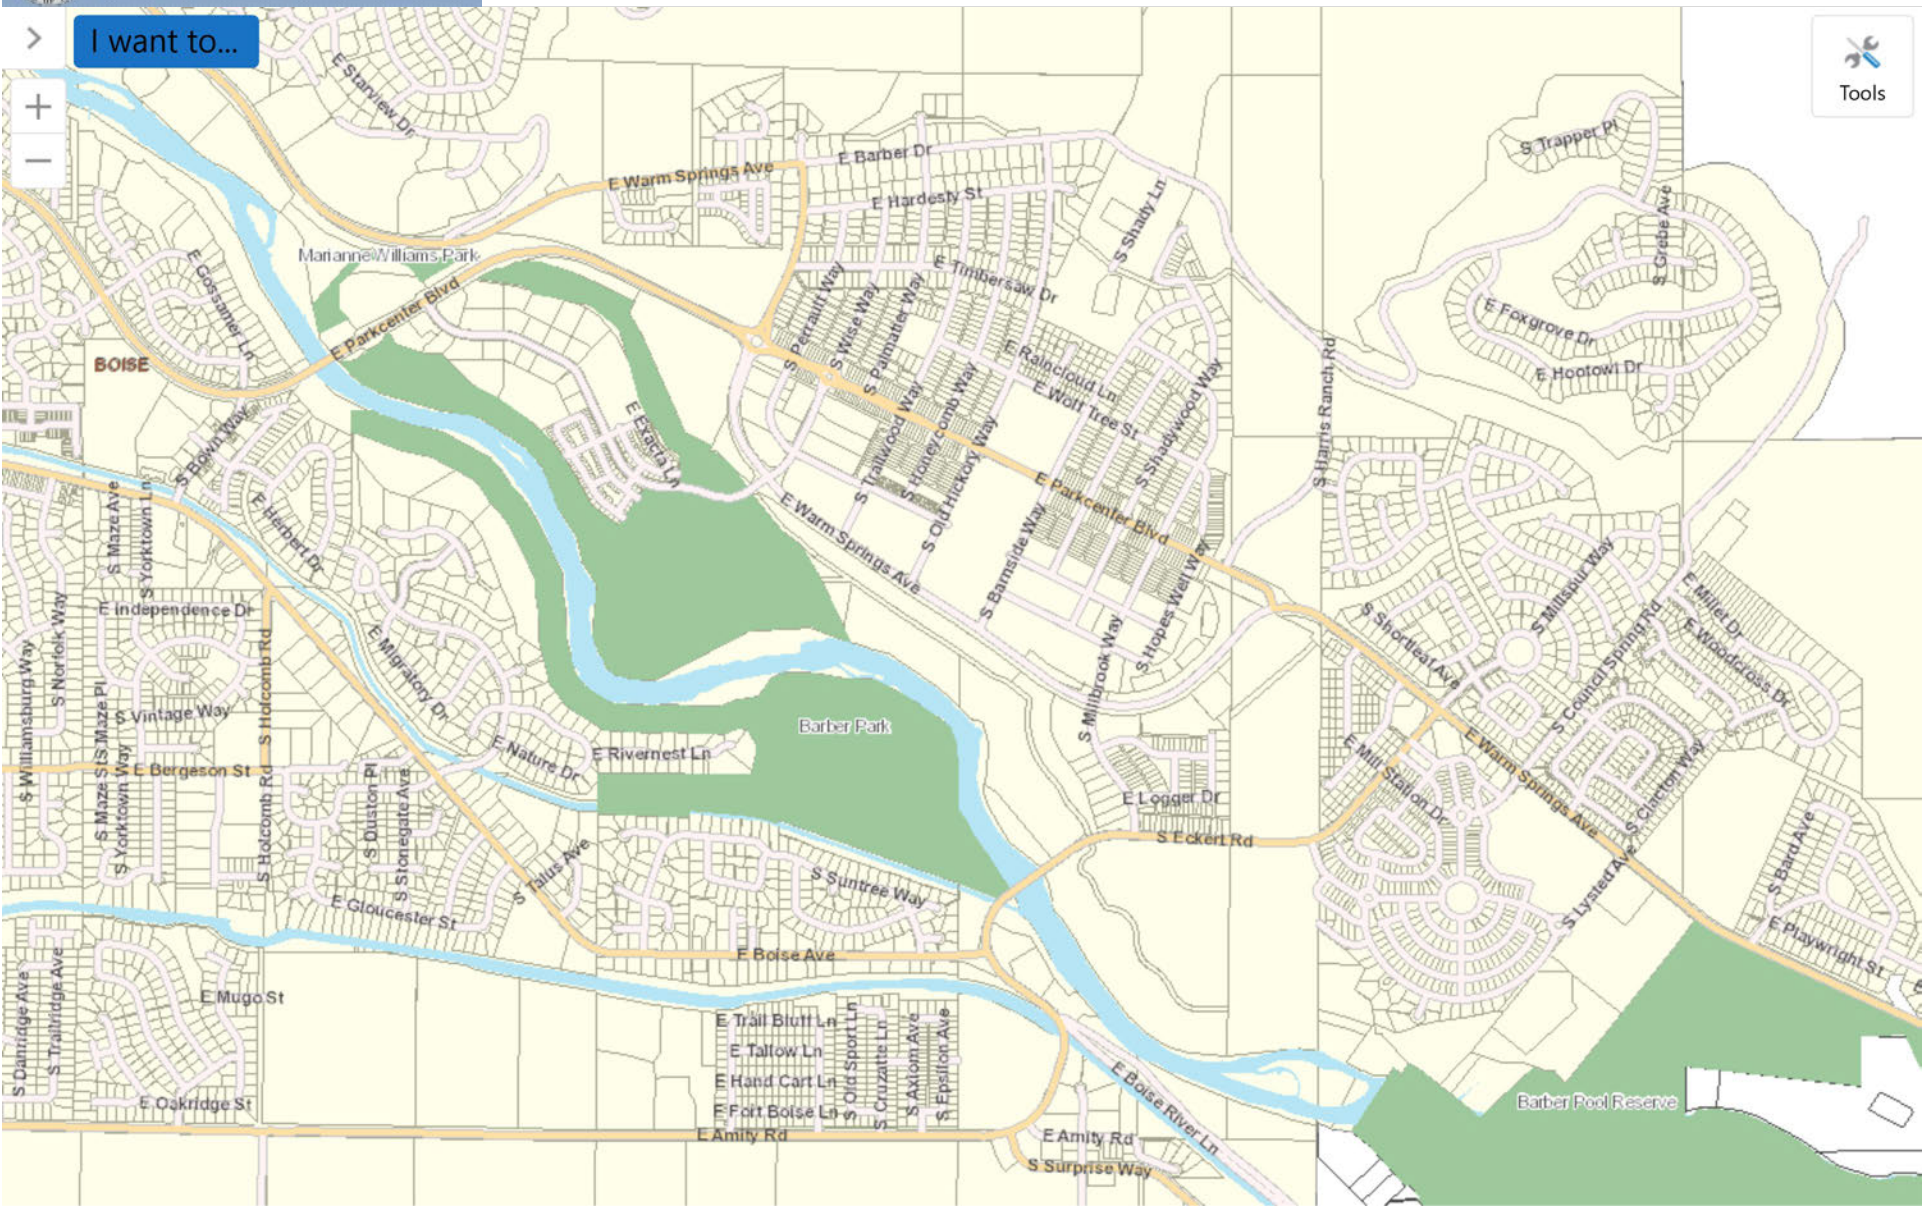 I want to...
Tools
E Starview Dr
S Trapper Pl
E Barber Dr
E Warm Springs Ave
E Hardesty St
S Shady Ln
S Grebe Ave
Marianne Williams Park
E Gossamer Ln
E Timbersaw Dr
E Parkcenter Blvd
S Perrault Way
S Wise Way
S Palmatter Way
E Foxgrove Dr
E Hootowl Dr
BOISE
E Raincloud Ln
E Wolf Tree St
S Shadywood Way
S Harris Ranch Rd
S Bown Way
E Exacta Ln
S Trailwood Way
S Honeycomb Way
S Old Hickory Way
E Parkcenter Blvd
S Maze Ave
S Yorktown Ln
E Herbert Dr
E Warm Springs Ave
S Barnside Way
S Hopes Well Way
S Millspur Way
E Millet Dr
E Woodcross Dr
E Independence Dr
S Shortleaf Ave
S Council Spring Rd
S Norfolk Way
S Williamsburg Way
S Holcomb Rd
E Migratory Dr
S Millbrook Way
S Maze Pl
S Vintage Way
Barber Park
E Nature Dr
E Rivernest Ln
E Warm Springs Ave
E Mill Station Dr
S Clacton Way
E Bergeson St
S Maze St
S Yorktown Way
S Holcomb Rd
S Duston Pl
S Stonegate Ave
E Logger Dr
S Eckert Rd
S Talus Ave
S Suntree Way
S Lysted Ave
S Bard Ave
E Gloucester St
E Playwright St
E Boise Ave
S Danridge Ave
S Trailridge Ave
E Mugo St
E Trail Bluff Ln
E Tallow Ln
E Hand Cart Ln
E Fort Boise Ln
S Old Sport Ln
S Cruzatte Ln
S Axiom Ave
S Epsilon Ave
E Boise River Ln
Barber Pool Reserve
E Oakridge St
E Amity Rd
E Amity Rd
S Surprise Way